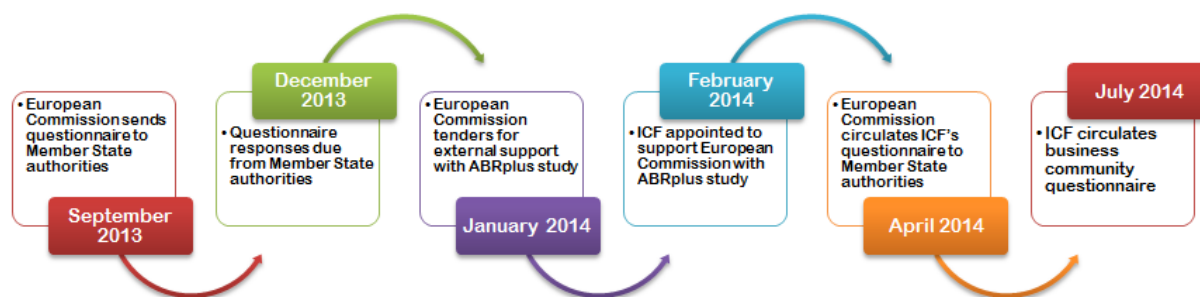 • European
Commission sends
questionnaire to
Member State
authorities
September
2013
December
2013
• Questionnaire
responses due
from Member State
authorities
• European
Commission
tenders for
external support
with ABRplus study
January 2014
February
2014
• ICF appointed to
support European
Commission with
ABRplus study
• European
Commission
circulates ICF's
questionnaire to
Member State
authorities
April 2014
July 2014
• ICF circulates
business
community
questionnaire